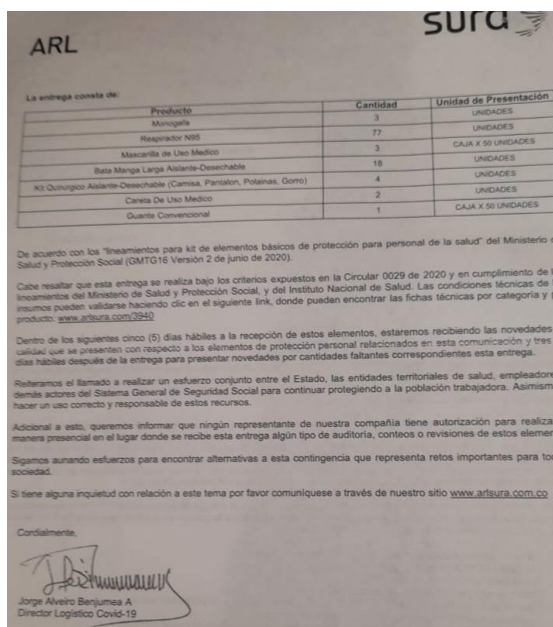 sura
ARL
La entrega consta de:
Producto Cantidad Unidad de Presentación
Monogafa 3 UNIDADES
Respirador N95 77 UNIDADES
Mascarilla de Uso Medico 3 CAJA X 50 UNIDADES
Bata Manga Larga Aislante-Desechable 18 UNIDADES
Kit Quirurgico Aislante-Desechable (Camisa, Pantalon, Polainas, Gorro) 4 UNIDADES
Careta De Uso Medico 2 UNIDADES
Guante Convencional 1 CAJA X 50 UNIDADES
De acuerdo con los "lineamientos para kit de elementos básicos de protección para personal de la salud" del Ministerio
Salud y Protección Social (GMTG16 Versión 2 de junio de 2020).
Cabe resaltar que esta entrega se realiza bajo los criterios expuestos en la Circular 0029 de 2020 y en cumplimiento de
lineamientos del Ministerio de Salud y Protección Social, y del Instituto Nacional de Salud. Las condiciones técnicas de
insumos pueden validarse haciendo clic en el siguiente link, donde pueden encontrar las fichas técnicas por categoría y
producto: www.arlsura.com/3940
Dentro de los siguientes cinco (5) días hábiles a la recepción de estos elementos, estaremos recibiendo las novedades
calidad que se presenten con respecto a los elementos de protección personal relacionados en esta comunicación y tres
días hábiles después de la entrega para presentar novedades por cantidades faltantes correspondientes esta entrega.
Reiteramos el llamado a realizar un esfuerzo conjunto entre el Estado, las entidades territoriales de salud, empleadore
demás actores del Sistema General de Seguridad Social para continuar protegiendo a la población trabajadora. Asimism
hacer un uso correcto y responsable de estos recursos.
Adicional a esto, queremos informar que ningún representante de nuestra compañía tiene autorización para realiza
manera presencial en el lugar donde se recibe esta entrega algún tipo de auditoría, conteos o revisiones de estos elemen
Sigamos aunando esfuerzos para encontrar alternativas a esta contingencia que representa retos importantes para to
sociedad.
Si tiene alguna inquietud con relación a este tema por favor comuníquese a través de nuestro sitio www.arlsura.com.co
Cordialmente,
Jorge Alveiro Benjumea A
Director Logístico Covid-19